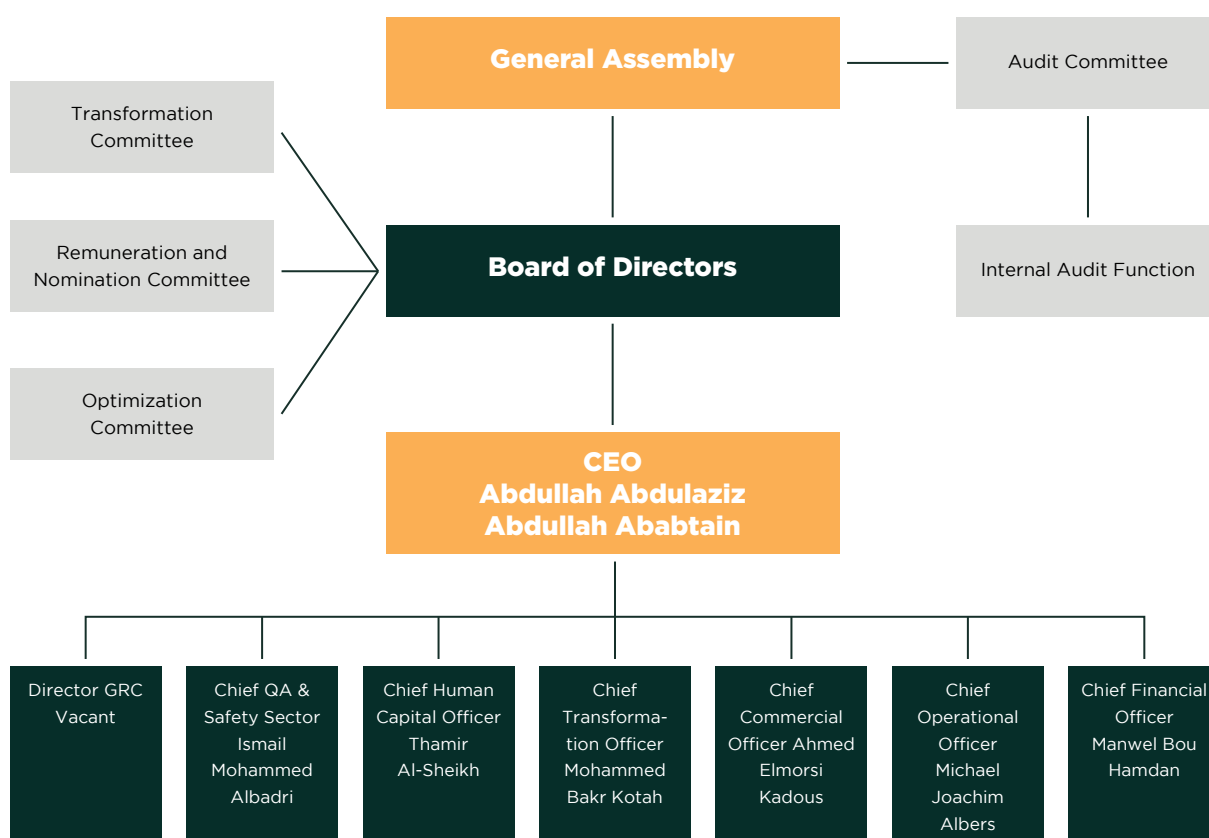 General Assembly
Audit Committee
Transformation
Committee
Remuneration and
Nomination Committee
Board of Directors
Internal Audit Function
Optimization
Committee
CEO
Abdullah Abdulaziz
Abdullah Ababtain
Director GRC
Vacant
Chief QA &
Safety Sector
Ismail
Mohammed
Albadri
Chief Human
Capital Officer
Thamir
Al-Sheikh
Chief
Transforma-
tion Officer
Mohammed
Bakr Kotah
Chief
Commercial
Officer Ahmed
Elmorsi
Kadous
Chief
Operational
Officer
Michael
Joachim
Albers
Chief Financial
Officer
Manwel Bou
Hamdan